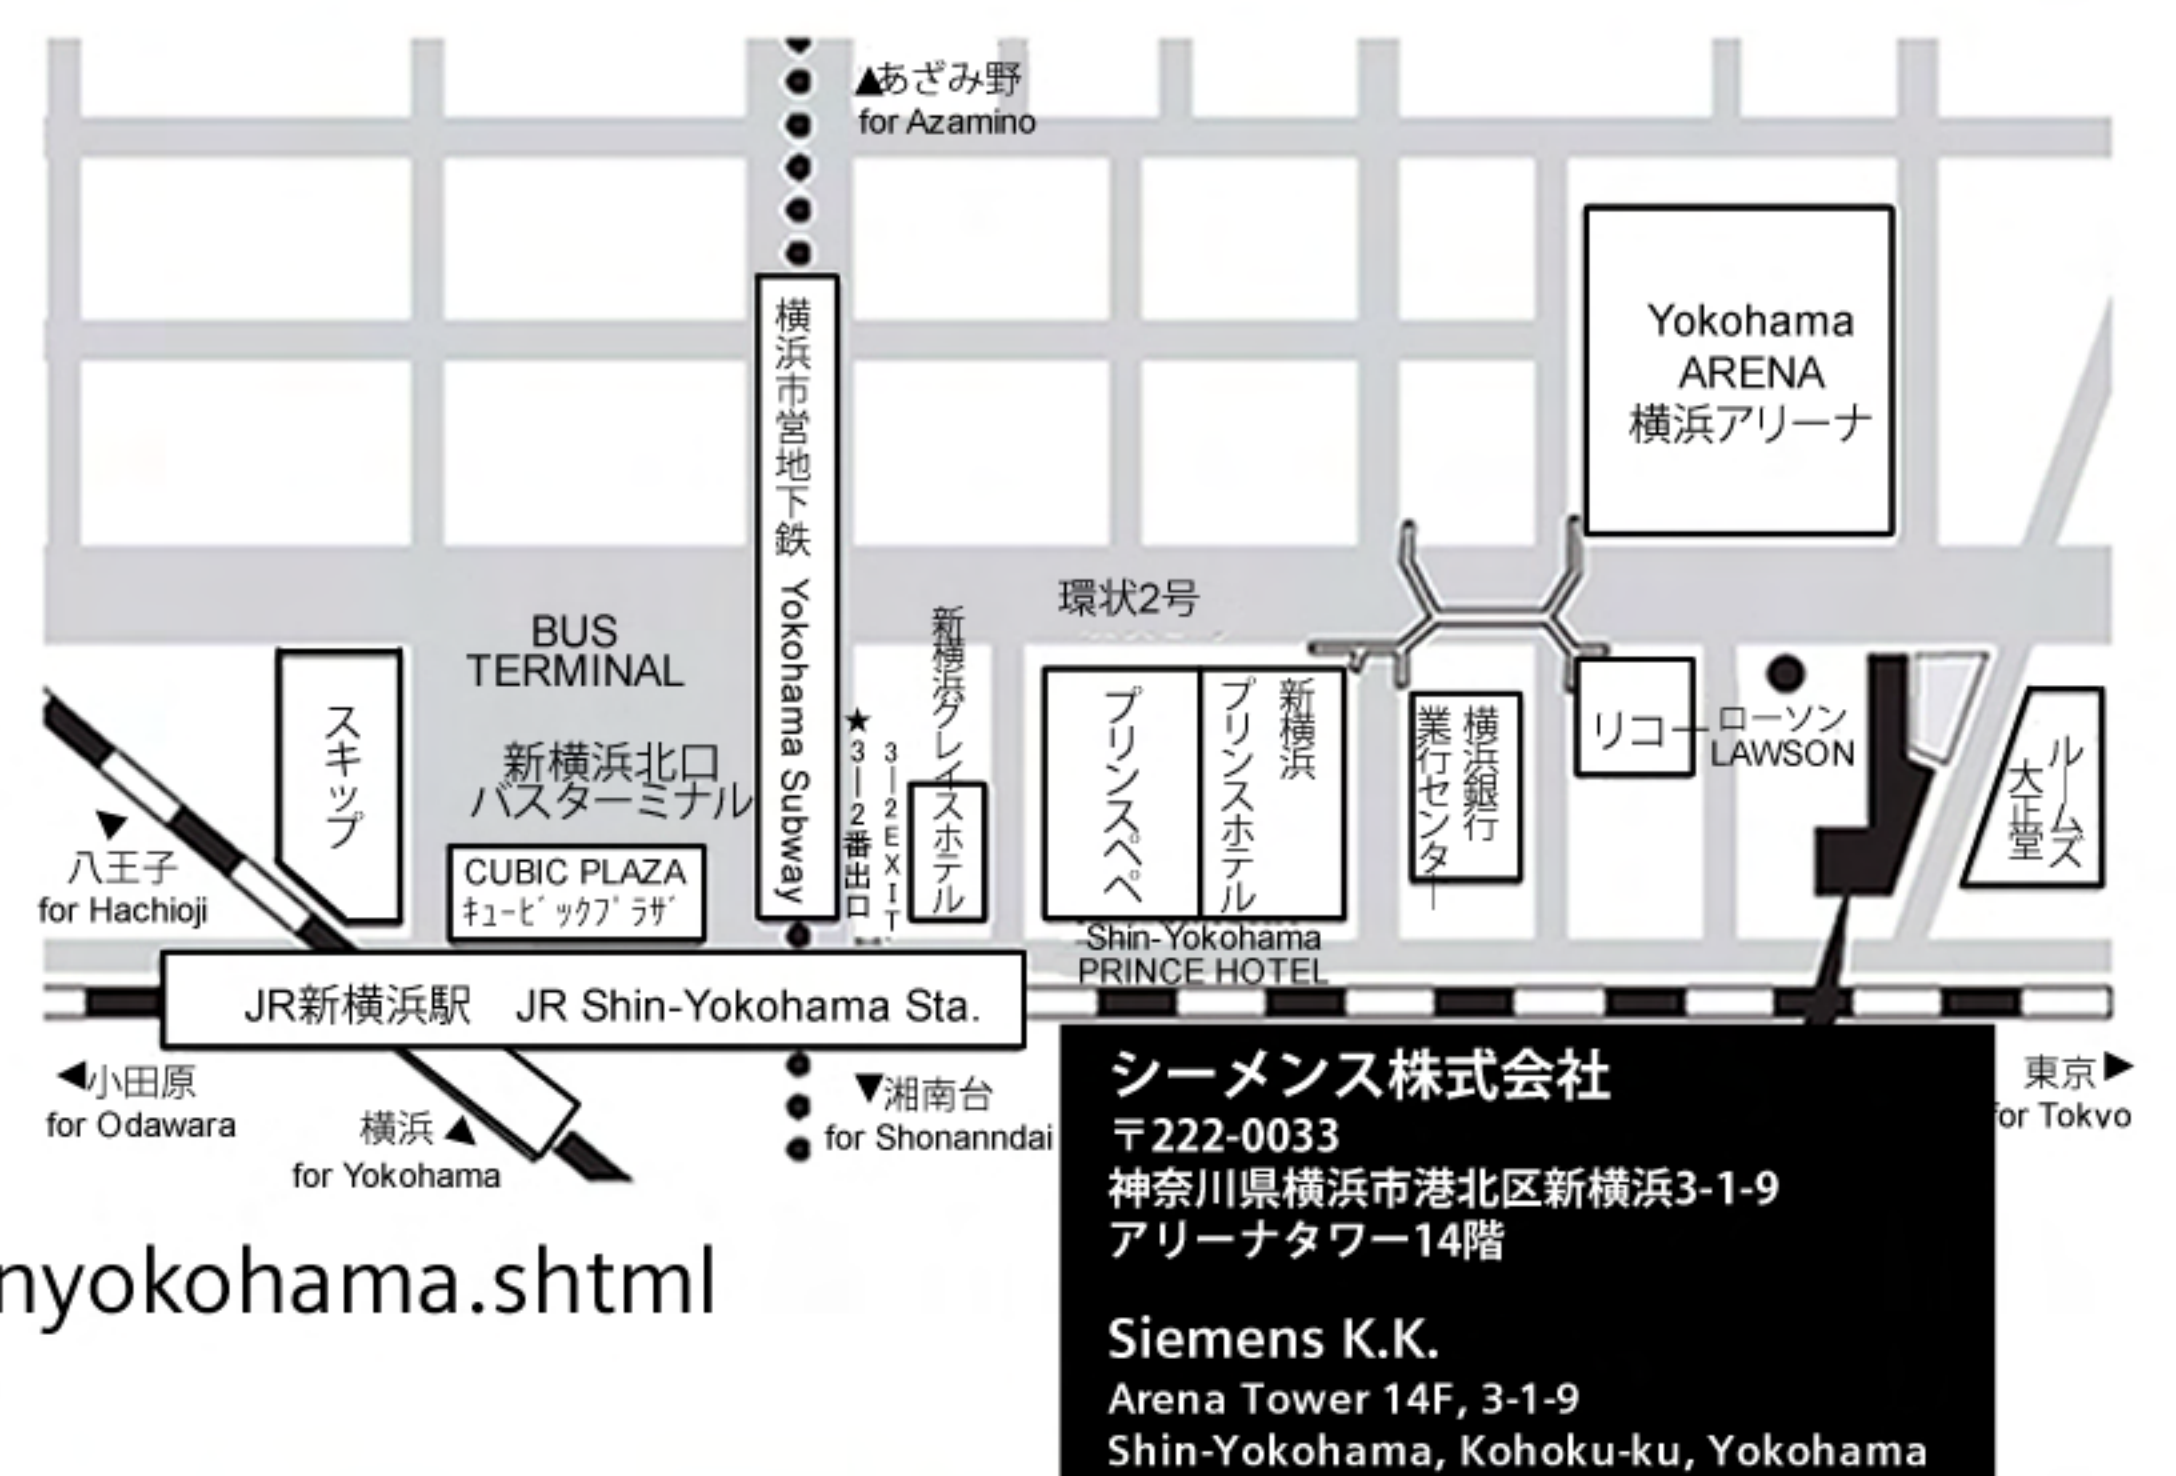 ▲あざみ野
for Azamino
Yokohama
ARENA
横浜アリーナ
横浜市営地下鉄 Yokohama Subway
環状2号
BUS
TERMINAL
新横浜北口
バスターミナル
スキップ
CUBIC PLAZA
キュービックプラザ
★3―2番出口
3―2EXIT
新横浜グレイスホテル
プリンスペペ
新横浜
プリンスホテル
Shin-Yokohama
PRINCE HOTEL
横浜銀行
業行センター
リコー
ローソン
LAWSON
ルームズ
大正堂
八王子
for Hachioji
JR新横浜駅 JR Shin-Yokohama Sta.
◀小田原
for Odawara
横浜▲
for Yokohama
▼湘南台
for Shonanndai
東京▶
for Tokyo
シーメンス株式会社
〒222-0033
神奈川県横浜市港北区新横浜3-1-9
アリーナタワー14階
Siemens K.K.
Arena Tower 14F, 3-1-9
Shin-Yokohama, Kohoku-ku, Yokohama
nyokohama.shtml